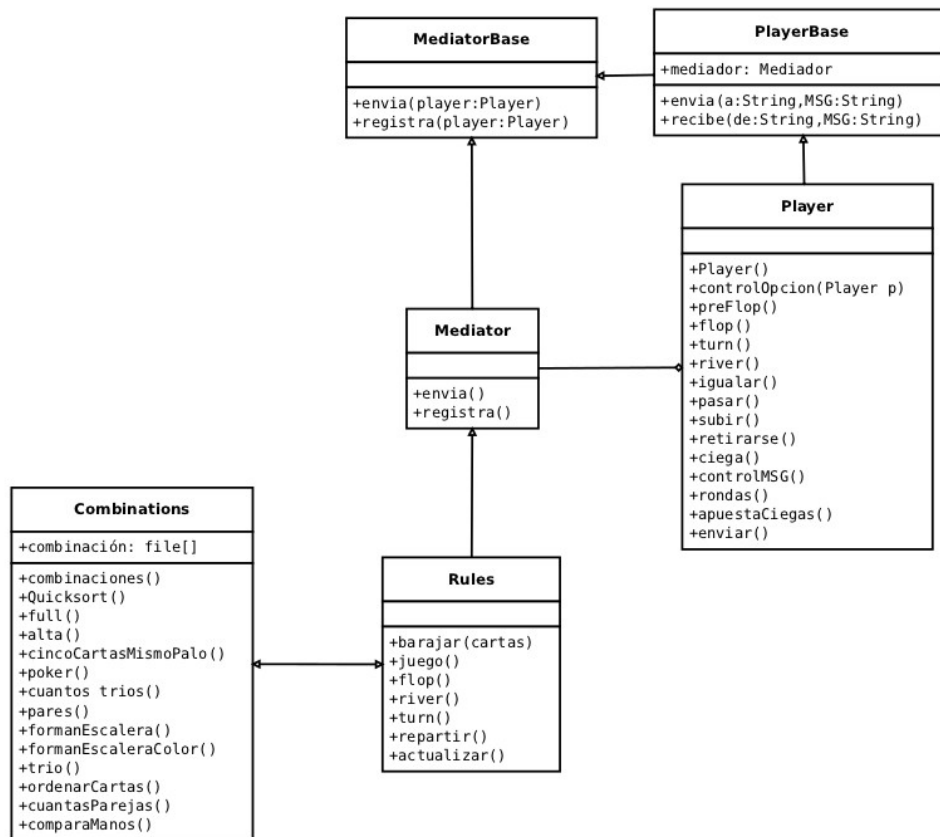 MediatorBase
+envia(player:Player)
+registra(player:Player)
PlayerBase
+mediador: Mediador
+envia(a:String,MSG:String)
+recibe(de:String,MSG:String)
Player
+Player()
+controlOpcion(Player p)
+preFlop()
+flop()
+turn()
+river()
+igualar()
+pasar()
+subir()
+retirarse()
+ciega()
+controlMSG()
+rondas()
+apuestaCiegas()
+enviar()
Mediator
+envia()
+registra()
Combinations
+combinación: file[]
+combinaciones()
+Quicksort()
+full()
+alta()
+cincoCartasMismoPalo()
+poker()
+cuantos trios()
+pares()
+formanEscalera()
+formanEscaleraColor()
+trio()
+ordenarCartas()
+cuantasParejas()
+comparaManos()
Rules
+barajar(cartas)
+juego()
+flop()
+river()
+turn()
+repartir()
+actualizar()